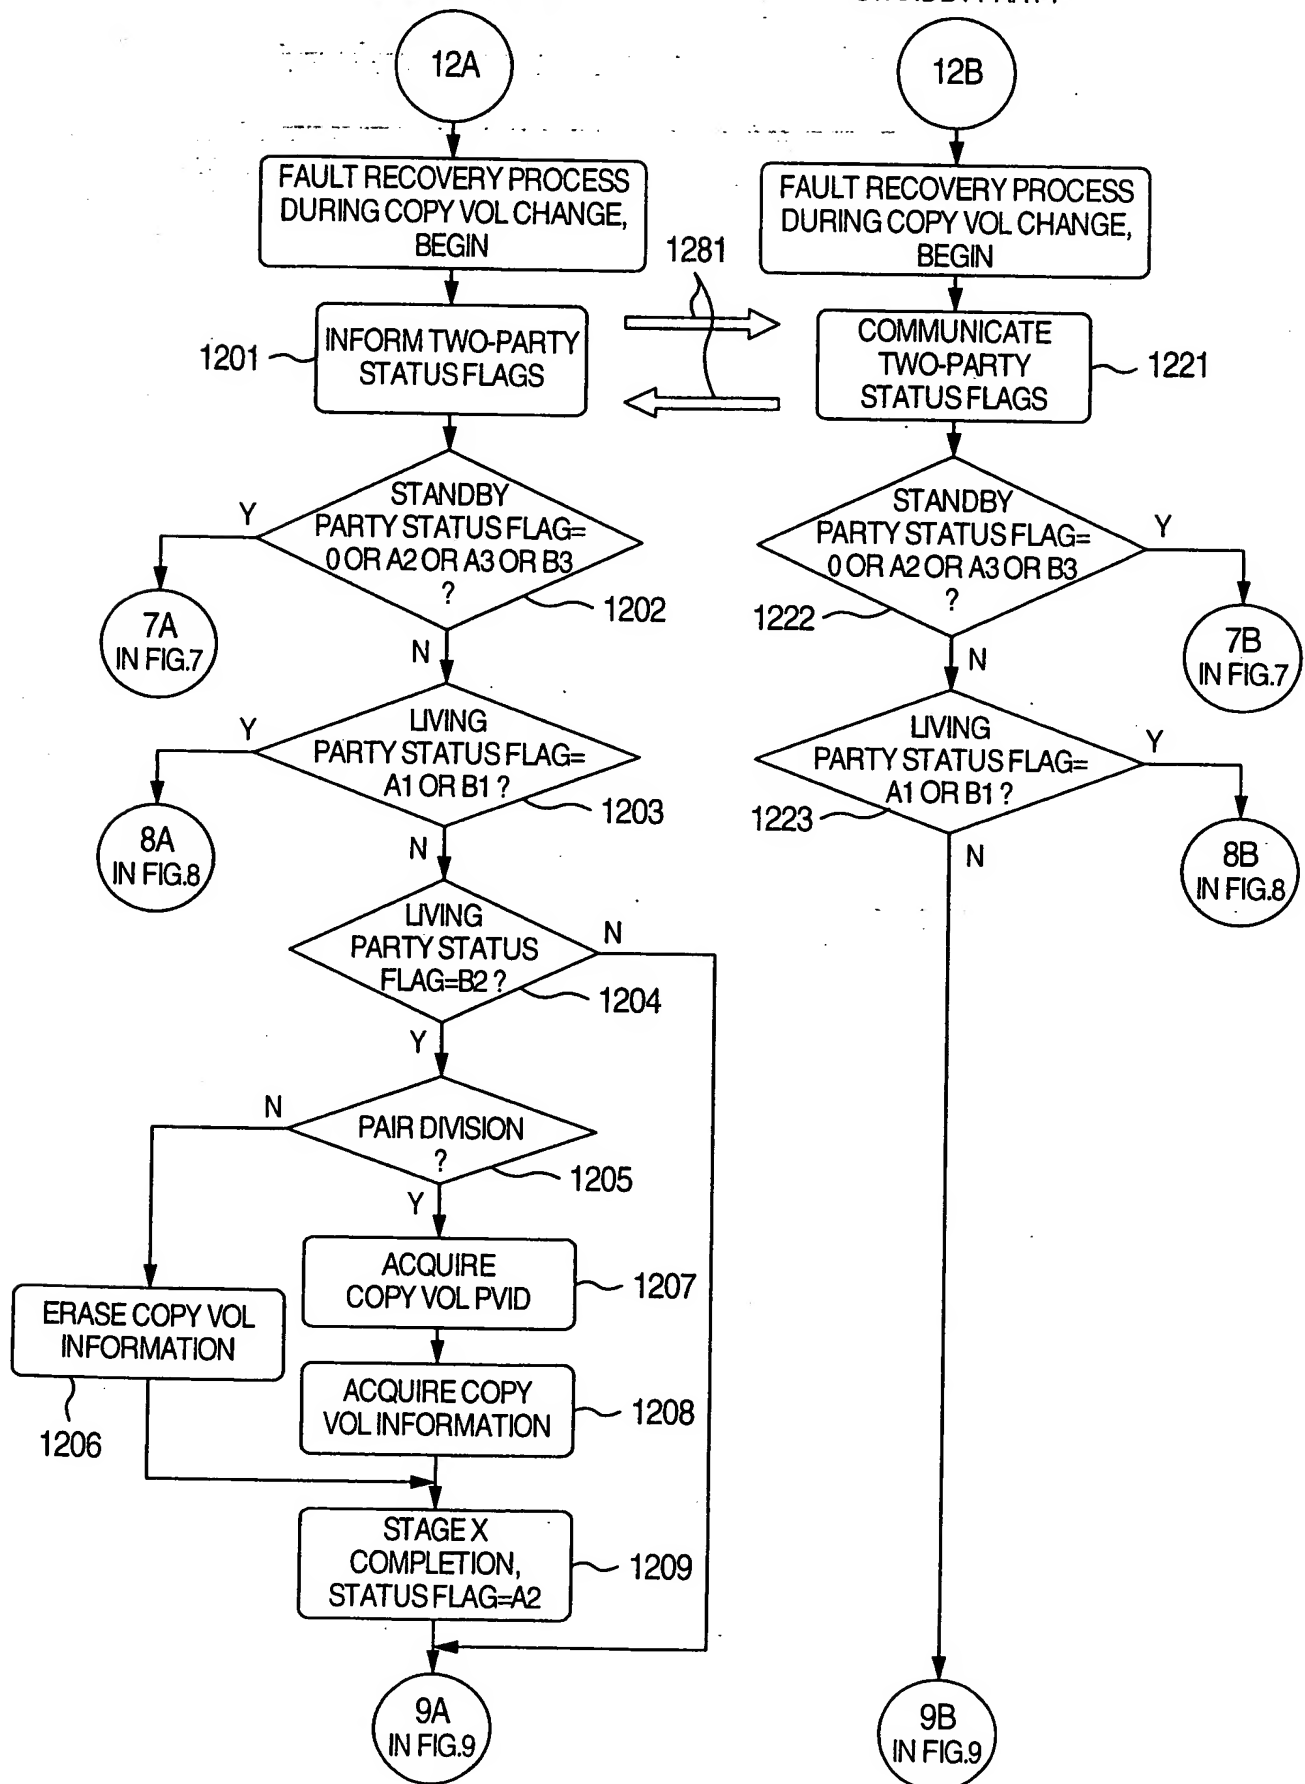 12A
FAULT RECOVERY PROCESS
DURING COPY VOL CHANGE,
BEGIN
1201
INFORM TWO-PARTY
STATUS FLAGS
1281
STANDBY
PARTY STATUS FLAG=
0 OR A2 OR A3 OR B3
?
1202
Y
7A
IN FIG.7
N
LIVING
PARTY STATUS FLAG=
A1 OR B1 ?
1203
Y
8A
IN FIG.8
N
LIVING
PARTY STATUS
FLAG=B2 ?
1204
N
Y
PAIR DIVISION
?
1205
N
Y
ACQUIRE
COPY VOL PVID
1207
ERASE COPY VOL
INFORMATION
1206
ACQUIRE COPY
VOL INFORMATION
1208
STAGE X
COMPLETION,
STATUS FLAG=A2
1209
9A
IN FIG.9
12B
FAULT RECOVERY PROCESS
DURING COPY VOL CHANGE,
BEGIN
COMMUNICATE
TWO-PARTY
STATUS FLAGS
1221
STANDBY
PARTY STATUS FLAG=
0 OR A2 OR A3 OR B3
?
1222
Y
7B
IN FIG.7
N
LIVING
PARTY STATUS FLAG=
A1 OR B1 ?
1223
Y
8B
IN FIG.8
N
9B
IN FIG.9